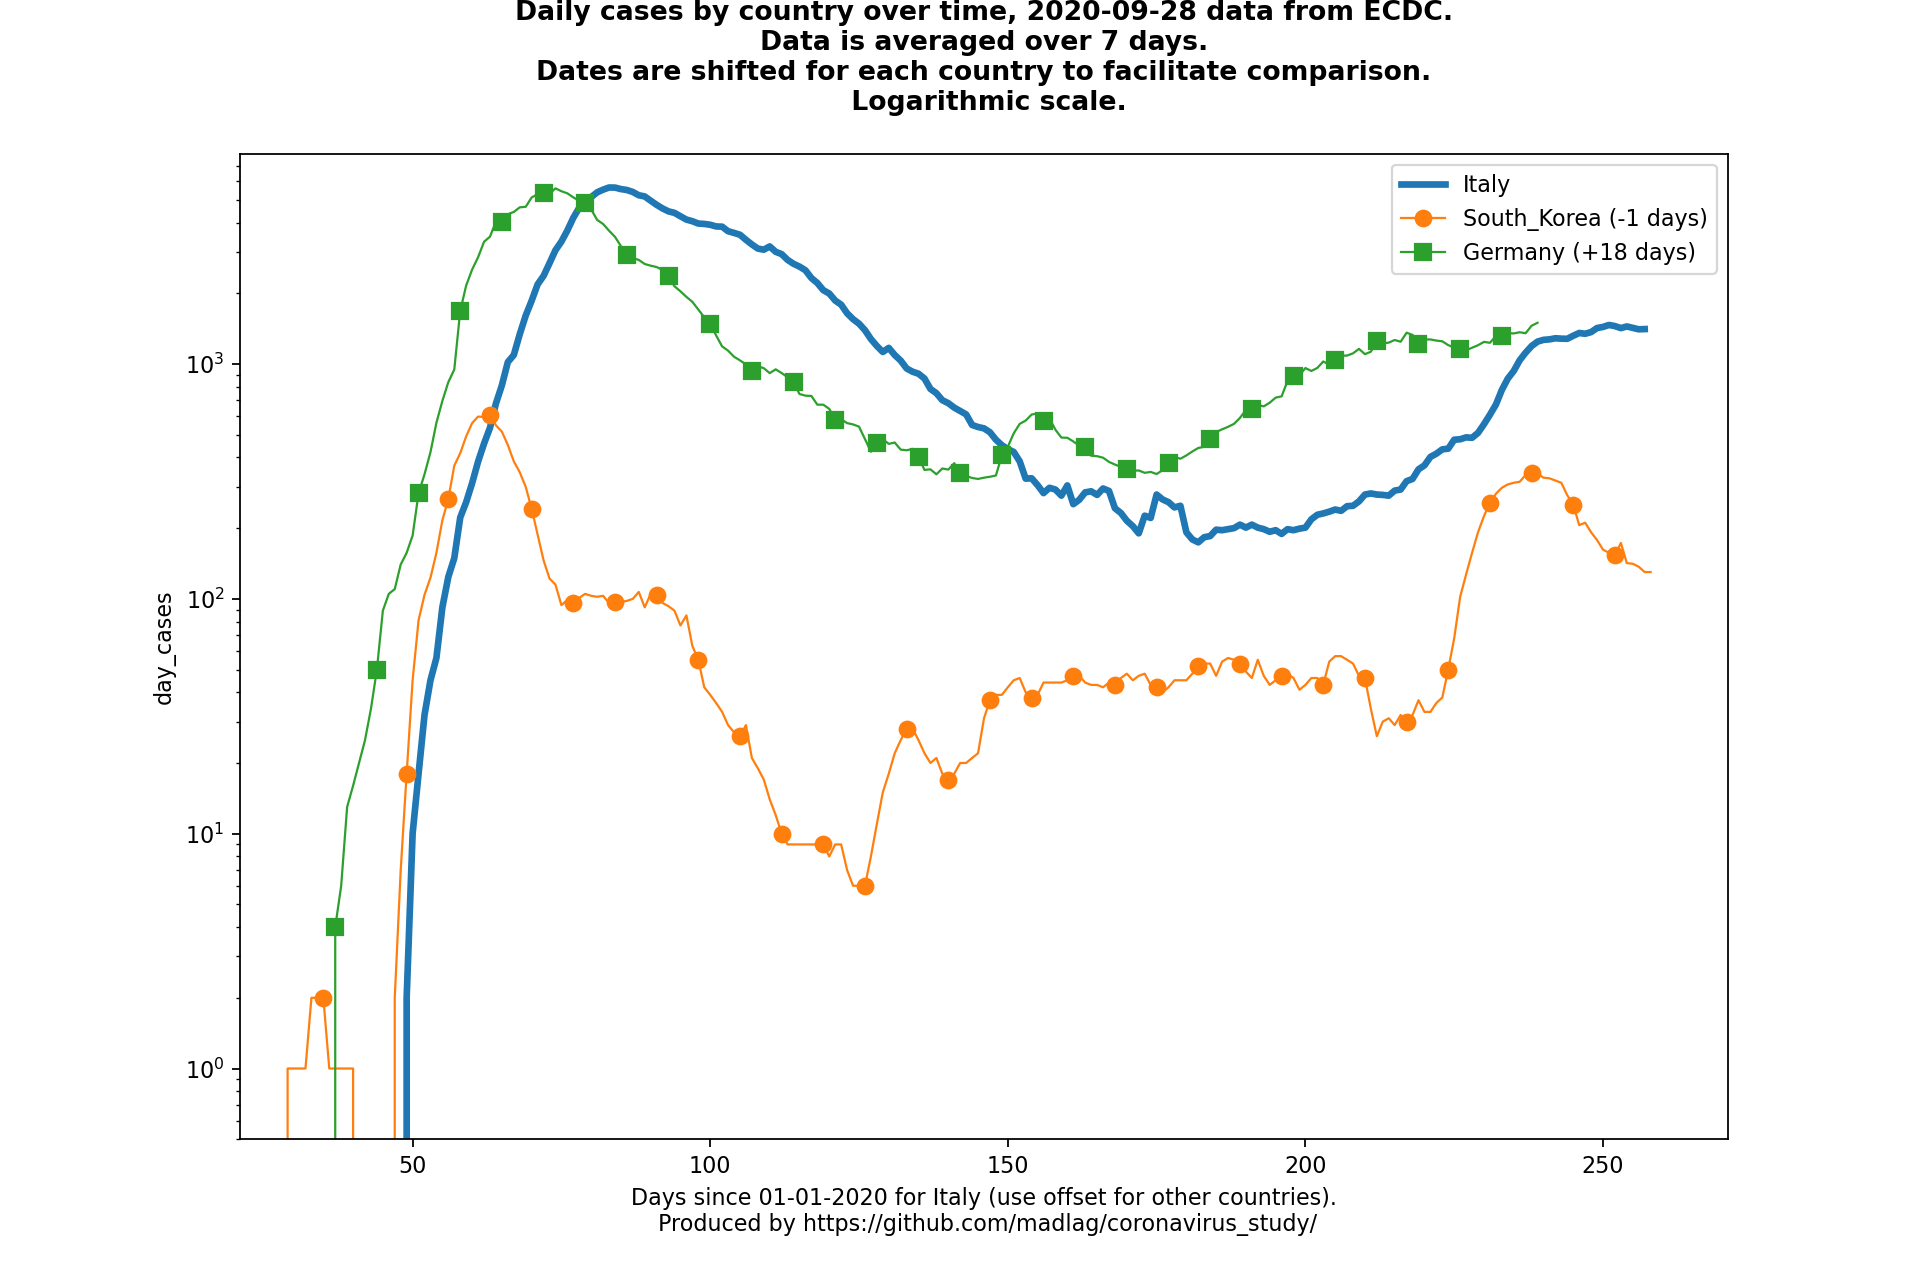 Daily cases by country over time, 2020-09-28 data from ECDC.
Data is averaged over 7 days.
Dates are shifted for each country to facilitate comparison.
Logarithmic scale.
Italy
South_Korea (-1 days)
Germany (+18 days)
day_cases
10³
10²
10¹
10⁰
50
100
150
200
250
Days since 01-01-2020 for Italy (use offset for other countries).
Produced by https://github.com/madlag/coronavirus_study/